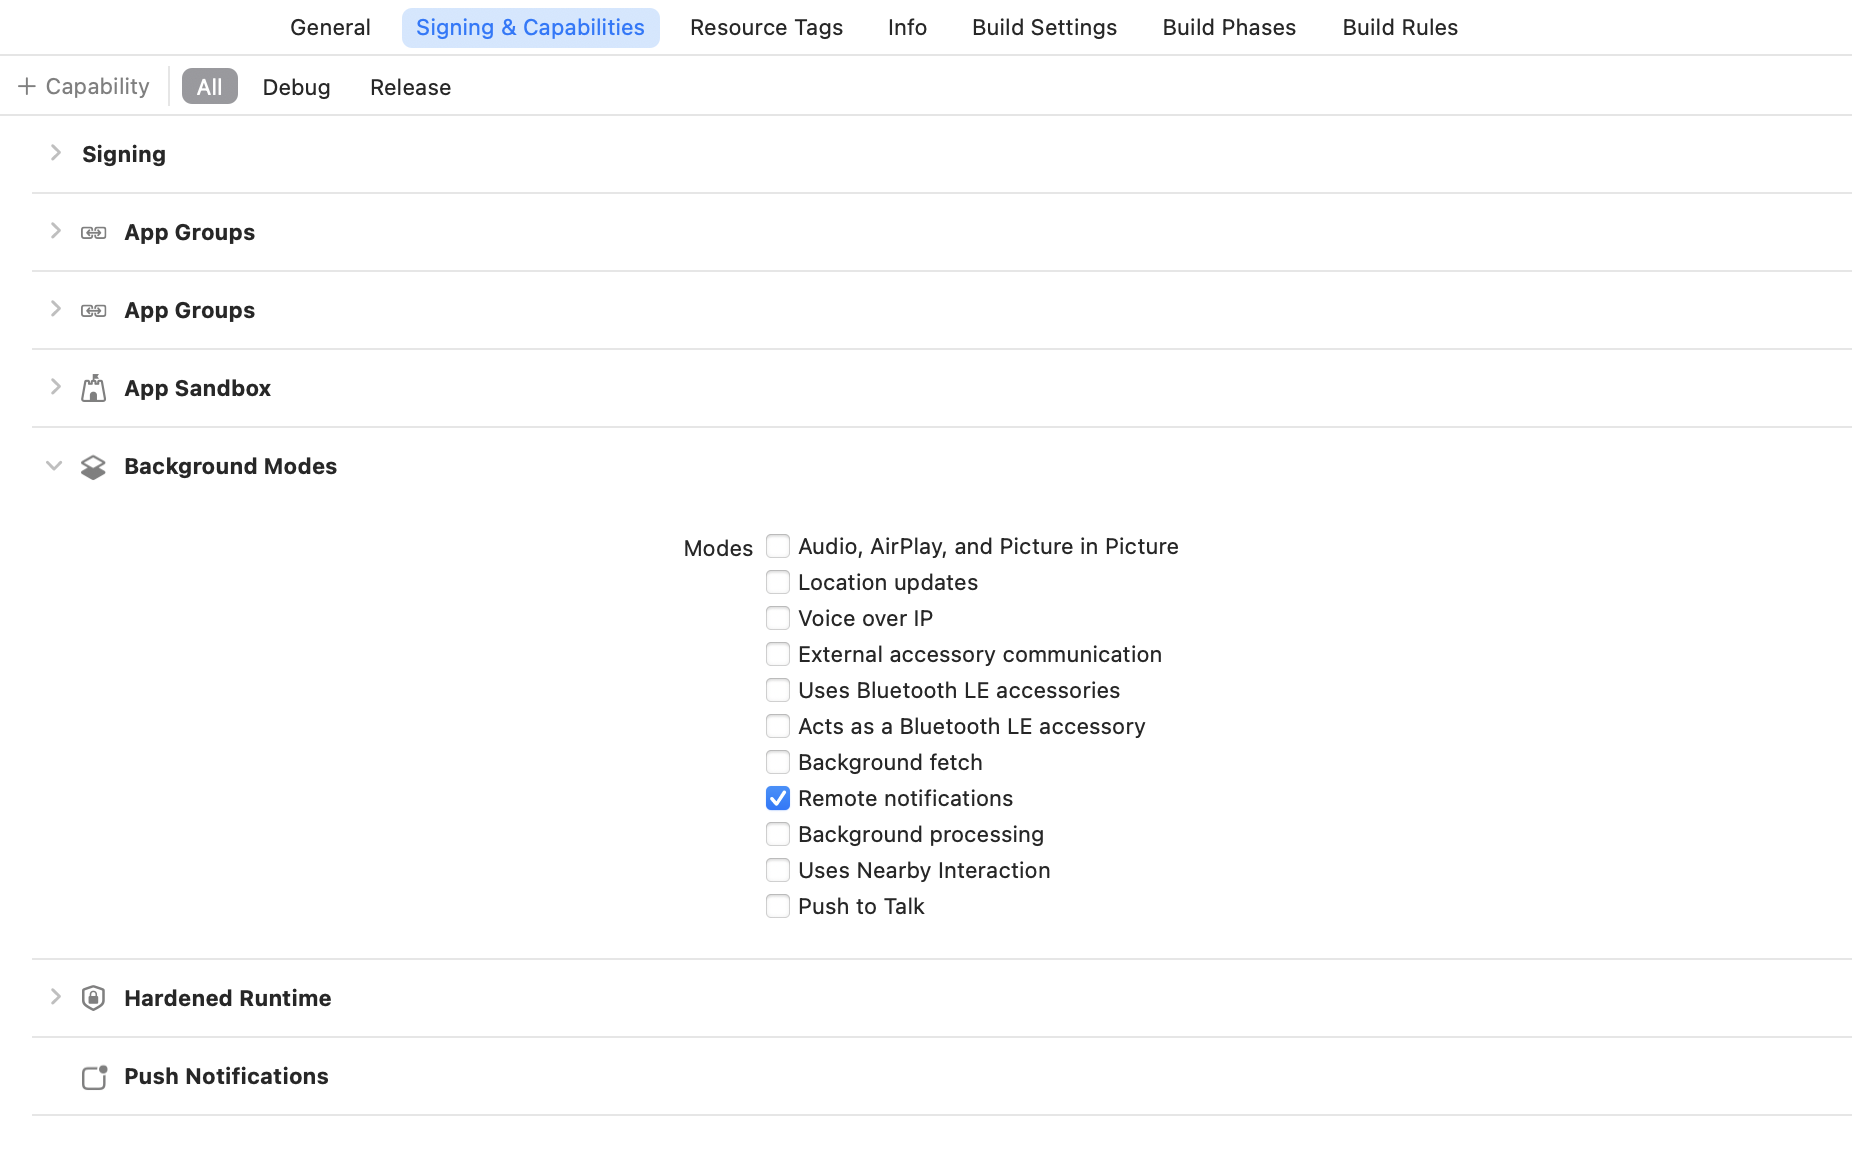 General Signing & Capabilities Resource Tags Info Build Settings Build Phases Build Rules
+ Capability All Debug Release
Signing
App Groups
App Groups
App Sandbox
Background Modes
Modes Audio, AirPlay, and Picture in Picture
Location updates
Voice over IP
External accessory communication
Uses Bluetooth LE accessories
Acts as a Bluetooth LE accessory
Background fetch
Remote notifications
Background processing
Uses Nearby Interaction
Push to Talk
Hardened Runtime
Push Notifications